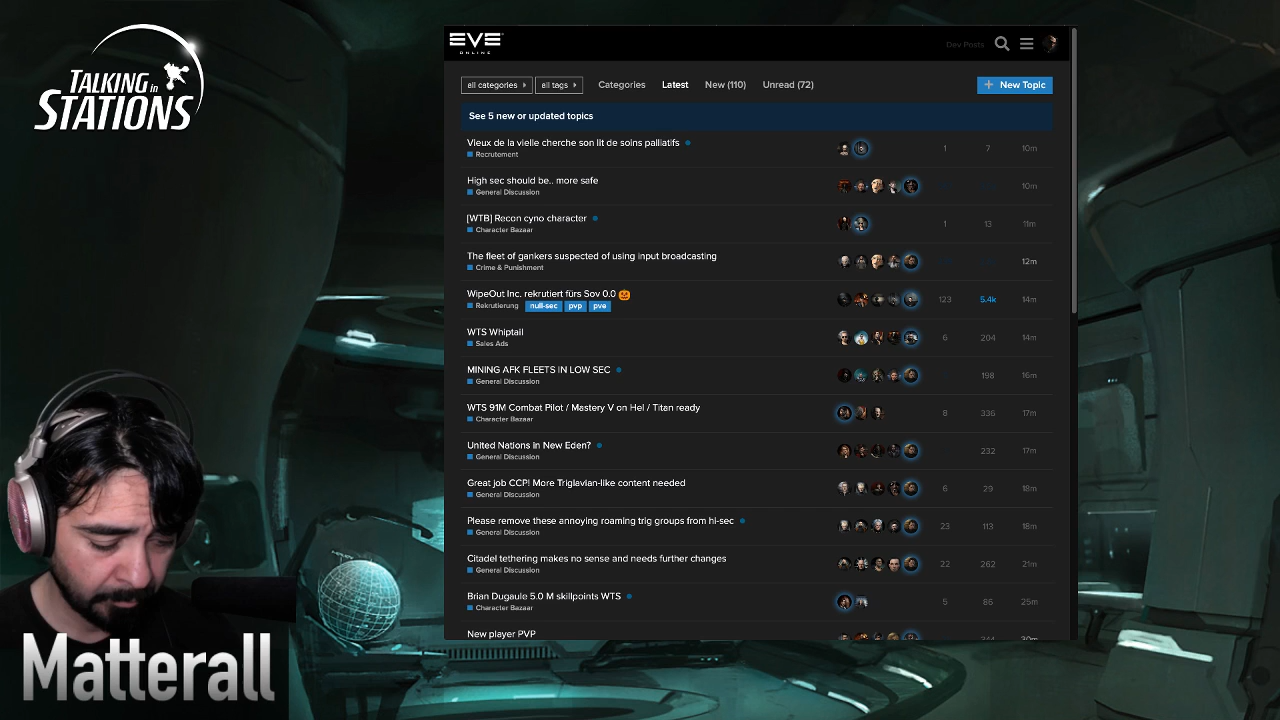 TALKING in
STATIONS
EVE
ONLINE
Dev Posts
all categories
all tags
Categories
Latest
New (110)
Unread (72)
+ New Topic
See 5 new or updated topics
Vieux de la vielle cherche son lit de soins palliatifs
Recrutement
1 7 10m
High sec should be.. more safe
General Discussion
10m
[WTB] Recon cyno character
Character Bazaar
1 13 11m
The fleet of gankers suspected of using input broadcasting
Crime & Punishment
12m
WipeOut Inc. rekrutiert fürs Sov 0.0
Rekrutierung null-sec pvp pve
123 5.4k 14m
WTS Whiptail
Sales Ads
6 204 14m
MINING AFK FLEETS IN LOW SEC
General Discussion
198 16m
WTS 91M Combat Pilot / Mastery V on Hel / Titan ready
Character Bazaar
8 336 17m
United Nations in New Eden?
General Discussion
232 17m
Great job CCP! More Triglavian-like content needed
General Discussion
6 29 18m
Please remove these annoying roaming trig groups from hi-sec
General Discussion
23 113 18m
Citadel tethering makes no sense and needs further changes
General Discussion
22 262 21m
Brian Dugaule 5.0 M skillpoints WTS
Character Bazaar
5 86 25m
New player PVP
30m
Matterall